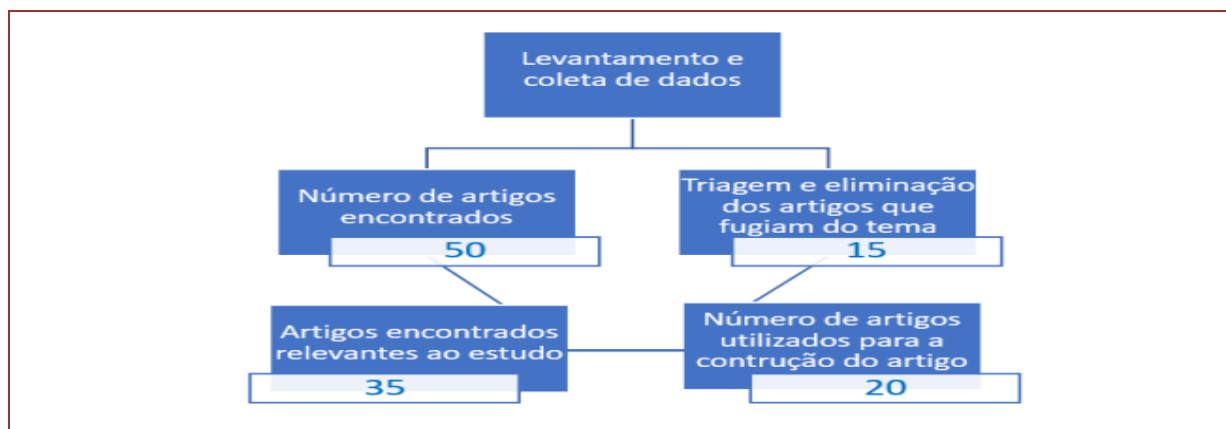 Levantamento e
coleta de dados
Número de artigos
encontrados
50
Triagem e eliminação
dos artigos que
fugiam do tema
15
Artigos encontrados
relevantes ao estudo
35
Número de artigos
utilizados para a
contrução do artigo
20